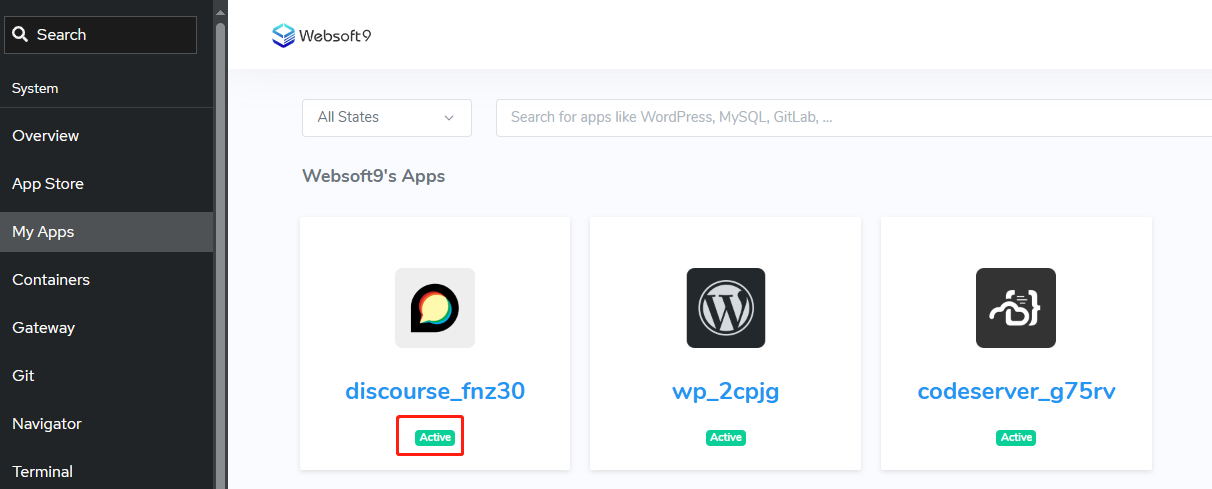 Search
System
Overview
App Store
My Apps
Containers
Gateway
Git
Navigator
Terminal
Websoft9
All States
Search for apps like WordPress, MySQL, GitLab, ...
Websoft9's Apps
discourse_fnz30
Active
wp_2cpjg
Active
codeserver_g75rv
Active